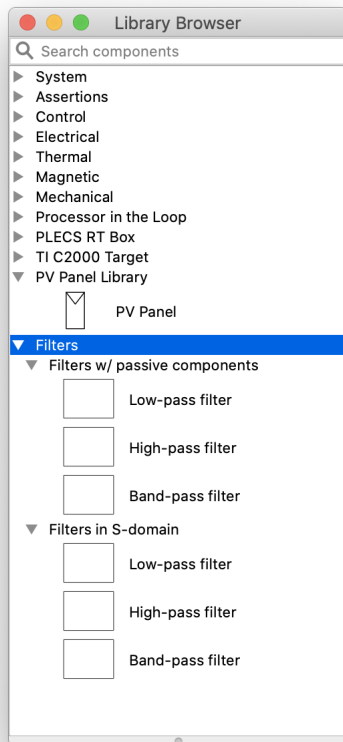 Library Browser
Search components
System
Assertions
Control
Electrical
Thermal
Magnetic
Mechanical
Processor in the Loop
PLECS RT Box
TI C2000 Target
PV Panel Library
PV Panel
Filters
Filters w/ passive components
Low-pass filter
High-pass filter
Band-pass filter
Filters in S-domain
Low-pass filter
High-pass filter
Band-pass filter